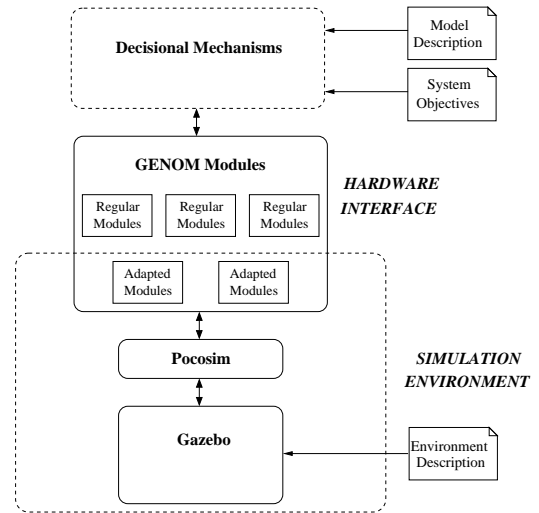 Decisional Mechanisms
Model
Description
System
Objectives
GENOM Modules
HARDWARE
INTERFACE
Regular
Modules
Regular
Modules
Regular
Modules
Adapted
Modules
Adapted
Modules
Pocosim
SIMULATION
ENVIRONMENT
Gazebo
Environment
Description